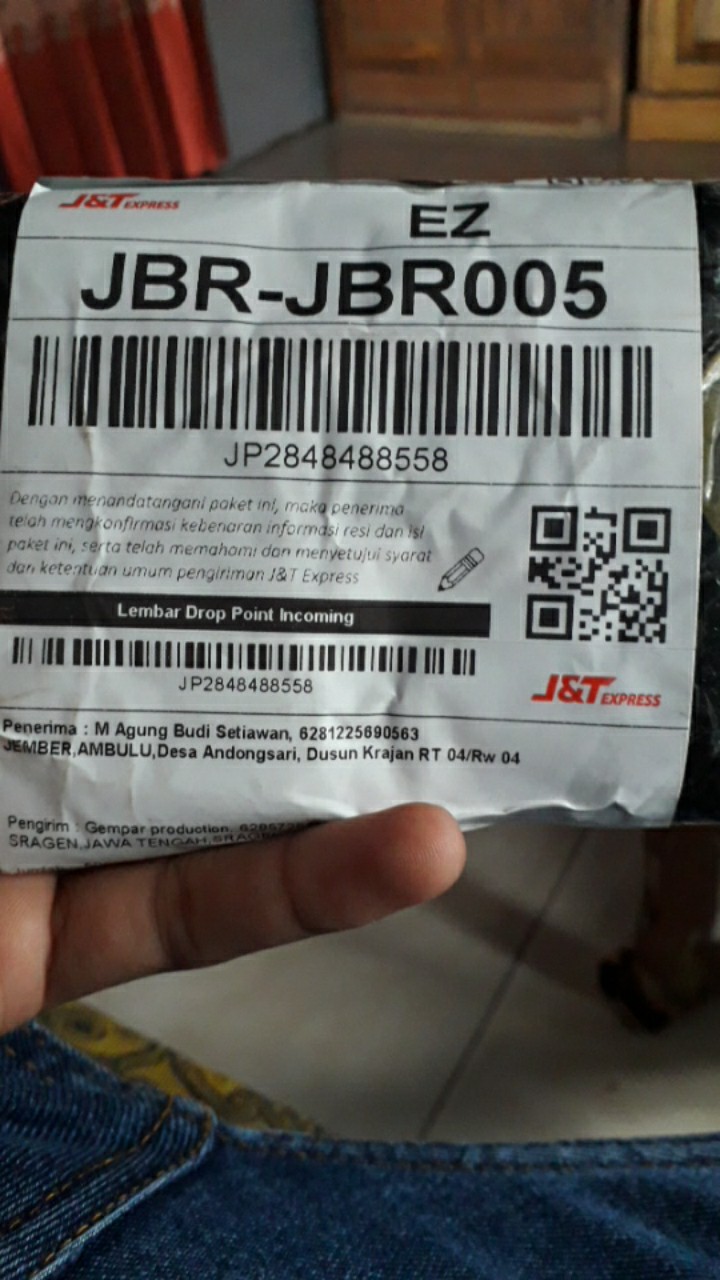 J&T EXPRESS
EZ
JBR-JBR005
JP2848488558
Dengan menandatangani paket ini, maka penerima
telah mengkonfirmasi kebenaran informasi resi dan isi
paket ini, serta telah memahami dan menyetujui syarat
dan ketentuan umum pengiriman J&T Express
Lembar Drop Point Incoming
JP2848488558
J&T EXPRESS
Penerima : M Agung Budi Setiawan, 6281225690563
JEMBER,AMBULU,Desa Andongsari, Dusun Krajan RT 04/Rw 04
Pengirim : Gempar production,
SRAGEN,JAWA TENGAH,